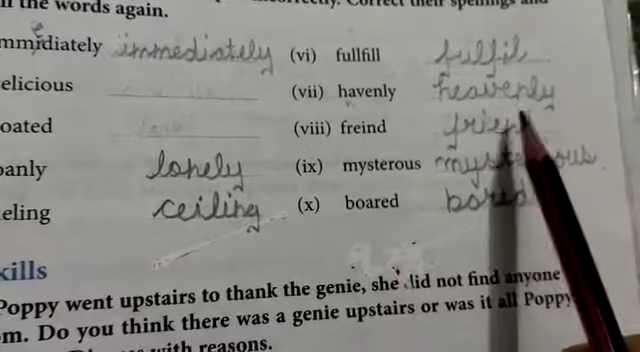 the words again.
mmidiately immediately (vi) fullfill fulfil
elicious (vii) havenly heavenly
oated (viii) freind
anly lonely (ix) mysterous
eling ceiling (x) boared bored
kills
Poppy went upstairs to thank the genie, she did not find anyone
m. Do you think there was a genie upstairs or was it all Poppy
with reasons.